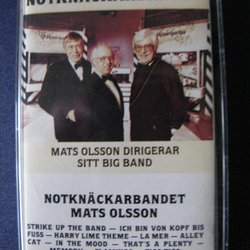 NOTKNÄCKARBANDET
MATS OLSSON DIRIGERAR
SITT BIG BAND
NOTKNÄCKARBANDET
MATS OLSSON
STRIKE UP THE BAND — ICH BIN VON KOPF BIS
FUSS — HARRY LIME THEME — LA MER — ALLEY
CAT — IN THE MOOD — THAT'S A PLENTY —